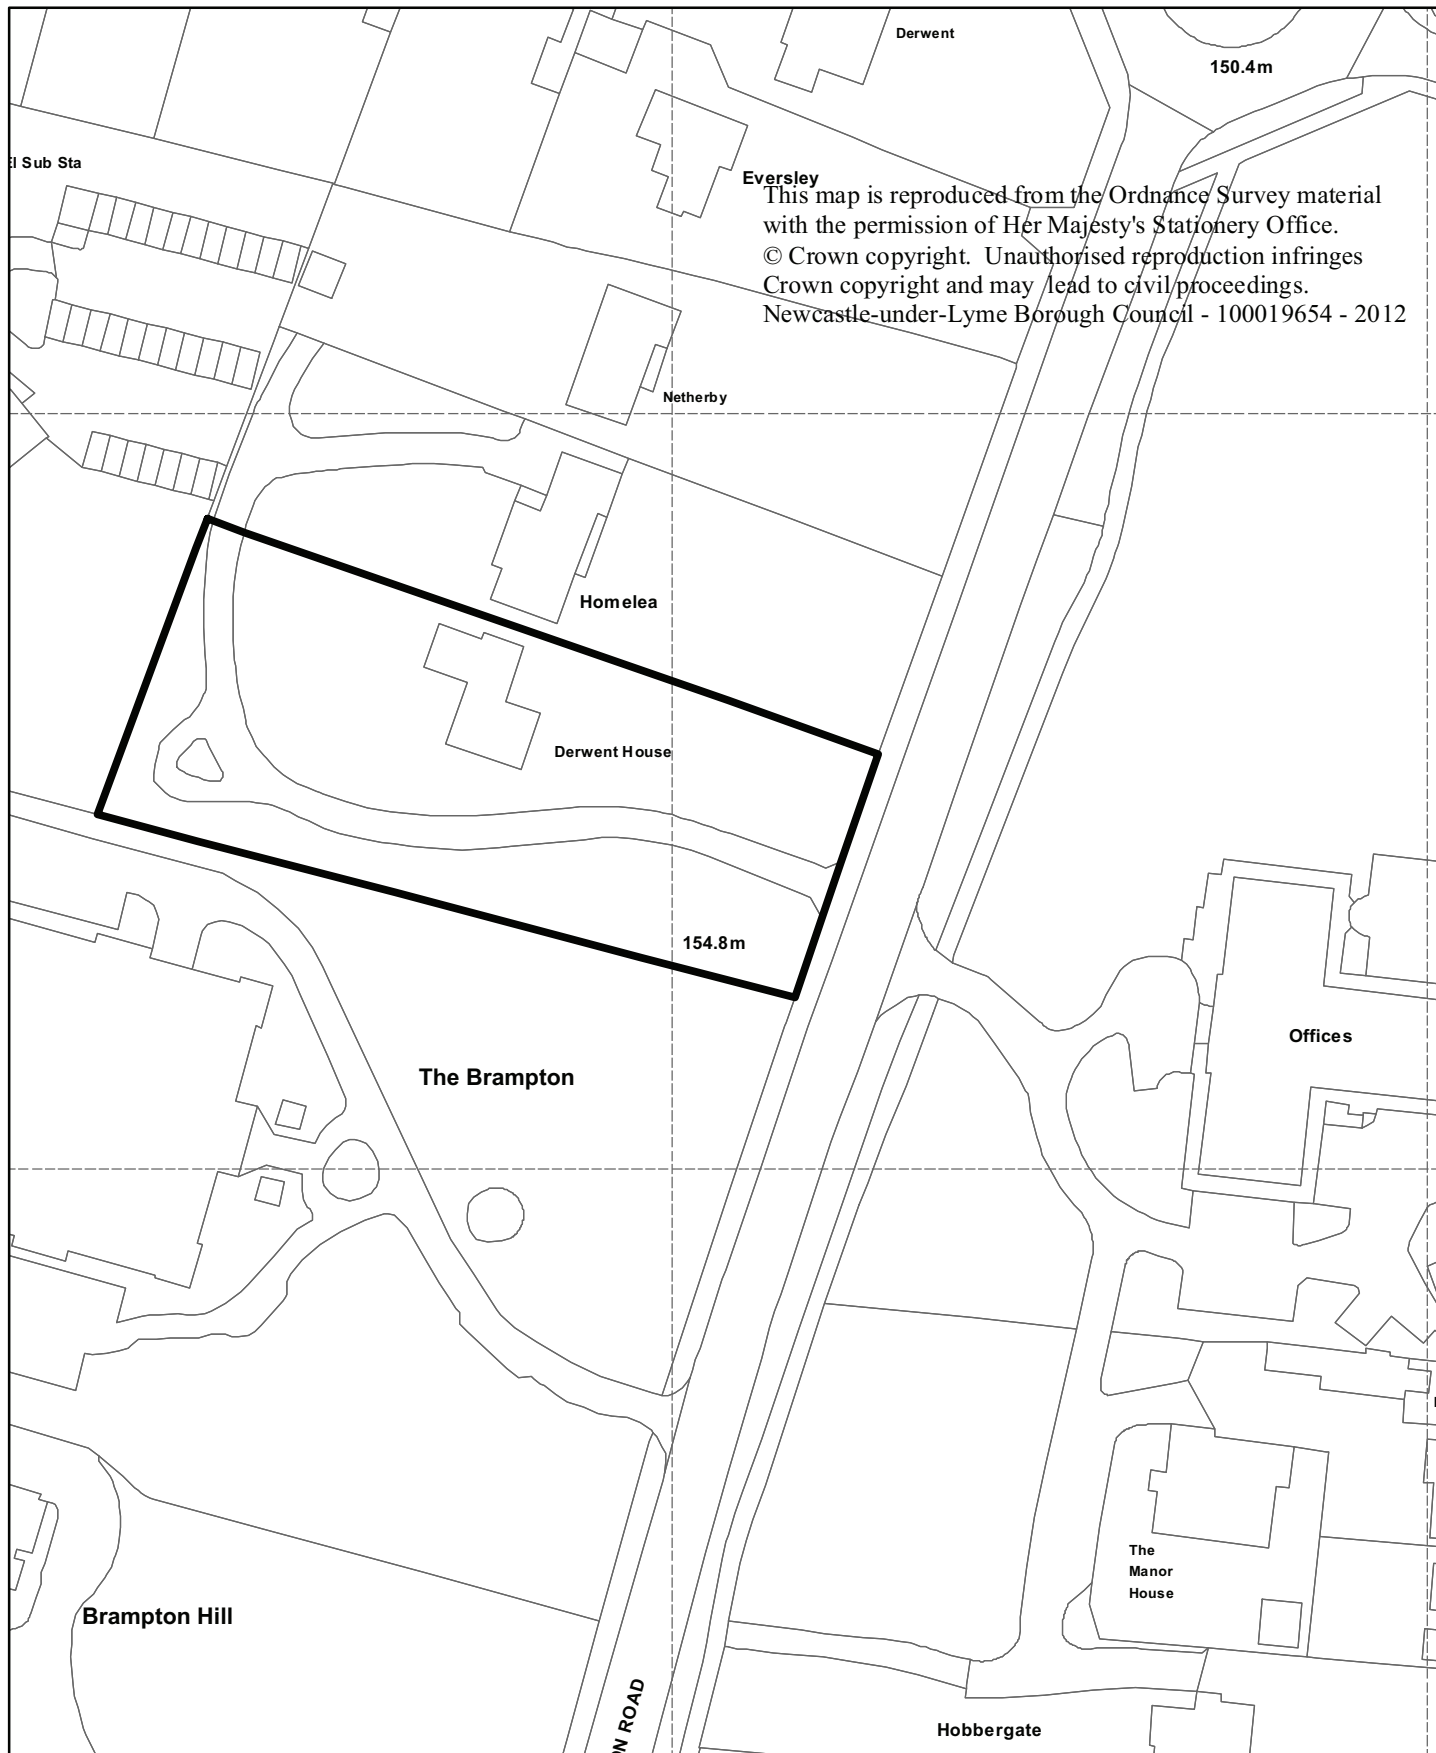 Derwent
150.4m
El Sub Sta
Eversley
This map is reproduced from the Ordnance Survey material
with the permission of Her Majesty's Stationery Office.
© Crown copyright. Unauthorised reproduction infringes
Crown copyright and may lead to civil proceedings.
Newcastle-under-Lyme Borough Council - 100019654 - 2012
Netherby
Homelea
Derwent House
154.8m
Offices
The Brampton
The
Manor
House
Brampton Hill
ROAD
Hobbergate